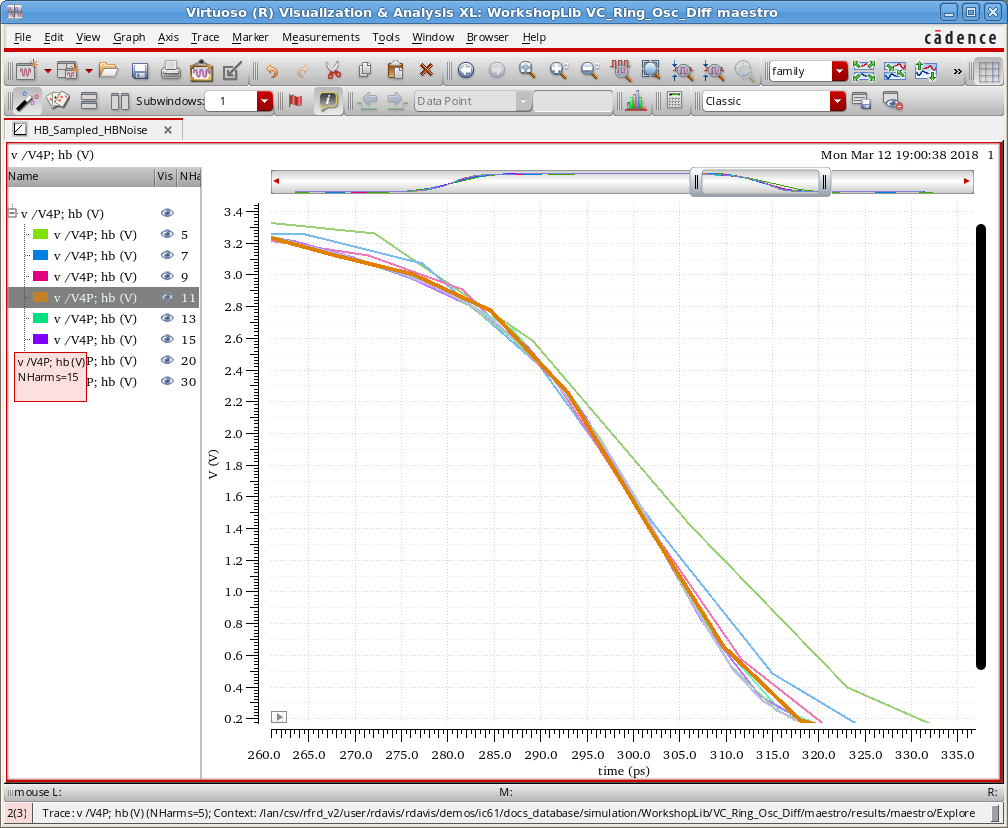 Virtuoso (R) Visualization & Analysis XL: WorkshopLib VC_Ring_Osc_Diff maestro
File Edit View Graph Axis Trace Marker Measurements Tools Window Browser Help
cādence
family
»
Subwindows: 1
Data Point
Classic
HB_Sampled_HBNoise
v /V4P; hb (V)
Mon Mar 12 19:00:38 2018 1
Name Vis NHa
v /V4P; hb (V)
v /V4P; hb (V) 5
v /V4P; hb (V) 7
v /V4P; hb (V) 9
v /V4P; hb (V) 11
v /V4P; hb (V) 13
v /V4P; hb (V) 15
P; hb (V) 20
P; hb (V) 30
v /V4P; hb (V)
NHarms=15
3.4
3.2
3.0
2.8
2.6
2.4
2.2
2.0
1.8
1.6
1.4
1.2
1.0
0.8
0.6
0.4
0.2
V (V)
260.0 265.0 270.0 275.0 280.0 285.0 290.0 295.0 300.0 305.0 310.0 315.0 320.0 325.0 330.0 335.0
time (ps)
mouse L: M: R:
2(3)
Trace: v /V4P; hb (V) (NHarms=5); Context: /lan/csv/rfrd_v2/user/rdavis/rdavis/demos/ic61/docs_database/simulation/WorkshopLib/VC_Ring_Osc_Diff/maestro/results/maestro/Explore